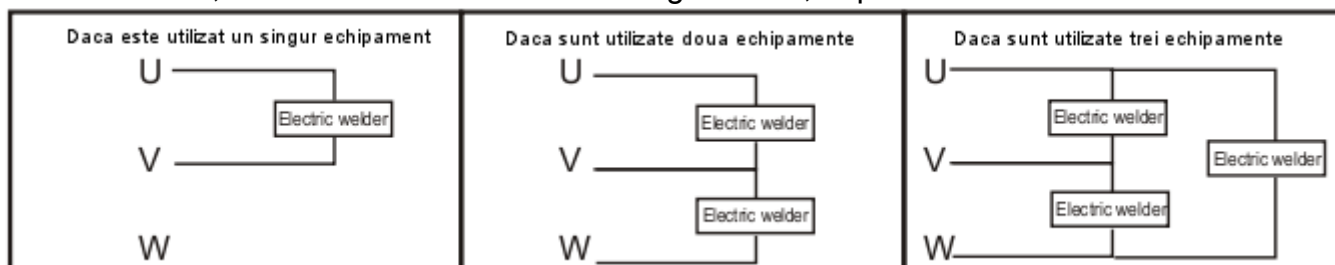 Daca este utilizat un singur echipament
U
Electric welder
V
W
Daca sunt utilizate doua echipamente
U
Electric welder
V
Electric welder
W
Daca sunt utilizate trei echipamente
U
Electric welder
V
Electric welder
Electric welder
W